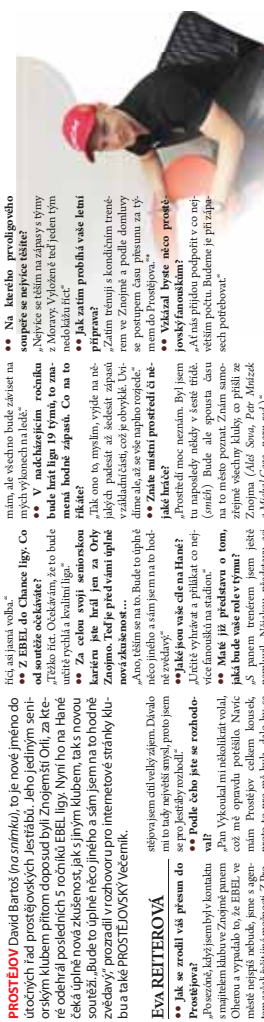 PROSTĚJOV David Bartoš (na snímku), to je nové jméno do
útočných řad prostějovských Jestřábů. Jeho jediným seni-
orským klubem přitom doposud byli Znojemští Orli, za kte-
ré odehrál posledních 5 ročníků EBEL ligy. Nyní ho na Hané
čeká úplně nová zkušenost, jak s jiným klubem, tak s novou
soutěží. „Bude to úplně něco jiného a sám jsem na to hodně
zvědavý,“ prozradil v rozhovoru pro internetové stránky klu-
bu a také PROSTĚJOVSKÝ Večerník.
Eva REITEROVÁ
•• Jak se zrodil vás přesun do
Prostějova?
„Po sezóně, když jsem byl v kontaktu
s majitelem klubu ve Znojmě panem
Oherou a vypadalo to, že EBEL ve
městě nejspíš nebude, jsme s agen-
stějova jsem cítil velký zájem. Dávalo
mi to tady největší smysl, proto jsem
se pro Jestřáby rozhodl.“
•• Podle čeho jste se rozhodo-
val?
„Pan Vykoukal mi několikrát volal,
což mě opravdu potěšilo. Navíc
mám Prostějov celkem kousek,
říci, asi jasná volba.“
•• Z EBEL do Chance ligy. Co
od soutěže očekáváte?
„Těžko říct. Očekávám, že to bude
určitě rychlá a kvalitní liga.“
•• Za celou svoji seniorskou
kariéru jste hrál jen za Orly
Znojmo. Teď je před vámi úplně
nová zkušenost…
„Ano, těším se na to. Bude to úplně
něco jiného a sám jsem na to hod-
ně zvědavý.“
•• Jaké jsou vaše cíle na Hané?
„Určitě vyhrávat a přilákat co nej-
více fanoušků na stadion.“
•• Máte již představu o tom,
jaká bude vaše role v týmu?
„S panem trenérem jsem ještě
mám, ale všechno bude záviset na
mých výkonech na ledě.“
•• V nadcházejícím ročníku
bude hrát ligu 19 týmů, to zna-
mená hodně zápasů. Co na to
říkáte?
„Tak ono to, myslím, vyjde na ně-
jakých padesát až šedesát zápasů
v základní části, což je obvyklé. Uvi-
díme ale, až se vše naplno rozjede.“
•• Znáte místní prostředí či ně-
jaké hráče?
„Prostředí moc neznám. Byl jsem
tu naposledy někdy v šesté třídě.
(smích) Bude ale spousta času
na to město poznat. Znám samo-
zřejmě všechny kluky, co přišli ze
Znojma (Aleš Sova, Petr Mrázek
•• Na kterého prvoligového
soupeře se nejvíce těšíte?
„Nejvíce se těším na zápasy s týmy
z Moravy. Vyloženě teď jeden tým
nedokážu říct.“
•• Jak zatím probíhá vaše letní
příprava?
„Zatím trénuji s kondičním trené-
rem ve Znojmě a podle domluvy
se postupem času přesunu za tý-
mem do Prostějova.“
•• Vzkázal byste něco prostě-
jovský fanouškům?
„Ať nás přijdou podpořit v co nej-
větším počtu. Budeme je při zápa-
sech potřebovat.“